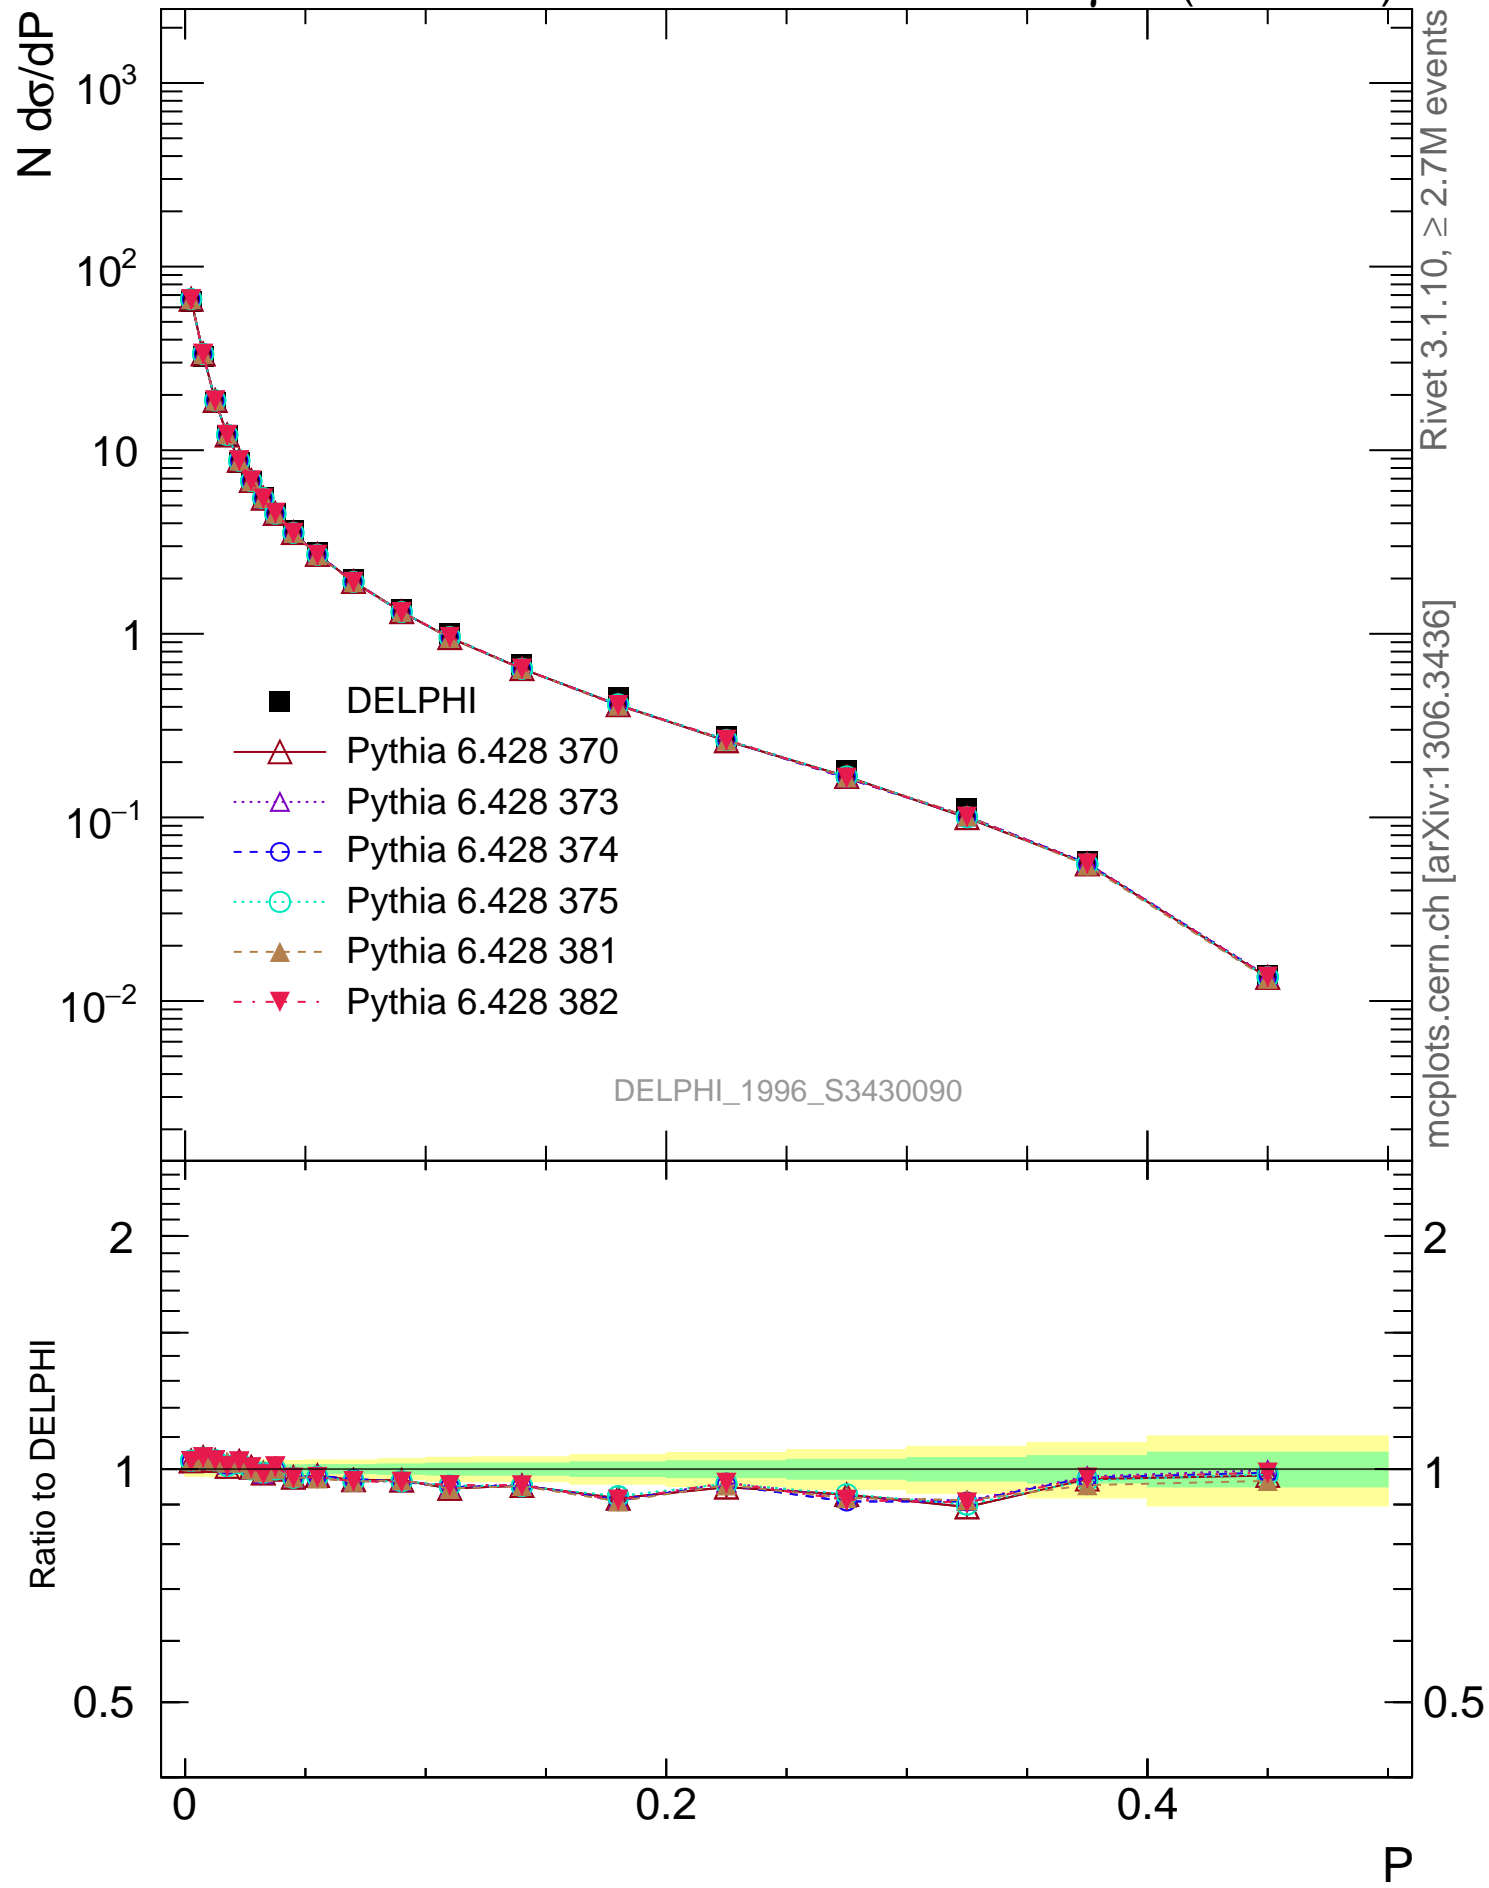 N dσ/dP
10³
10²
10
1
10⁻¹
10⁻²
DELPHI
Pythia 6.428 370
Pythia 6.428 373
Pythia 6.428 374
Pythia 6.428 375
Pythia 6.428 381
Pythia 6.428 382
DELPHI_1996_S3430090
Rivet 3.1.10, ≥ 2.7M events
mcplots.cern.ch [arXiv:1306.3436]
Ratio to DELPHI
2
1
0.5
2
1
0.5
0
0.2
0.4
P